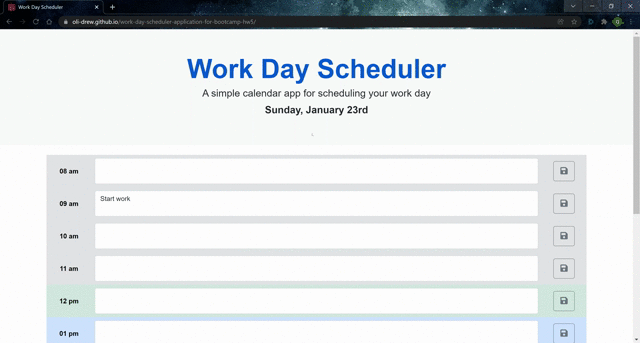 Work Day Scheduler
oli-drew.github.io/work-day-scheduler-application-for-bootcamp-hw5/
Work Day Scheduler
A simple calendar app for scheduling your work day
Sunday, January 23rd
08 am
09 am Start work
10 am
11 am
12 pm
01 pm